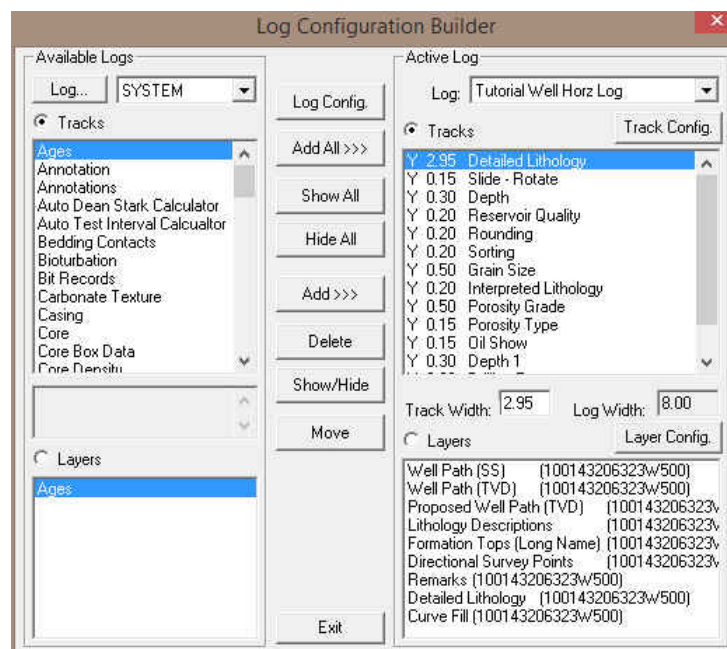 Log Configuration Builder
Available Logs
Log... SYSTEM
Tracks
Ages
Annotation
Annotations
Auto Dean Stark Calculator
Auto Test Interval Calcualtor
Bedding Contacts
Bioturbation
Bit Records
Carbonate Texture
Casing
Core
Core Box Data
Core Density
Layers
Ages
Log Config.
Add All >>>
Show All
Hide All
Add >>>
Delete
Show/Hide
Move
Exit
Active Log
Log: Tutorial Well Horz Log
Tracks Track Config.
Y 2.95 Detailed Lithology
Y 0.15 Slide - Rotate
Y 0.30 Depth
Y 0.20 Reservoir Quality
Y 0.20 Rounding
Y 0.20 Sorting
Y 0.50 Grain Size
Y 0.20 Interpreted Lithology
Y 0.50 Porosity Grade
Y 0.15 Porosity Type
Y 0.15 Oil Show
Y 0.30 Depth 1
Track Width: 2.95 Log Width: 8.00
Layers Layer Config.
Well Path (SS) (100143206323W500)
Well Path (TVD) (100143206323W500)
Proposed Well Path (TVD) (100143206323W
Lithology Descriptions (100143206323W500)
Formation Tops (Long Name) (100143206323W
Directional Survey Points (100143206323W
Remarks (100143206323W500)
Detailed Lithology (100143206323W500)
Curve Fill (100143206323W500)